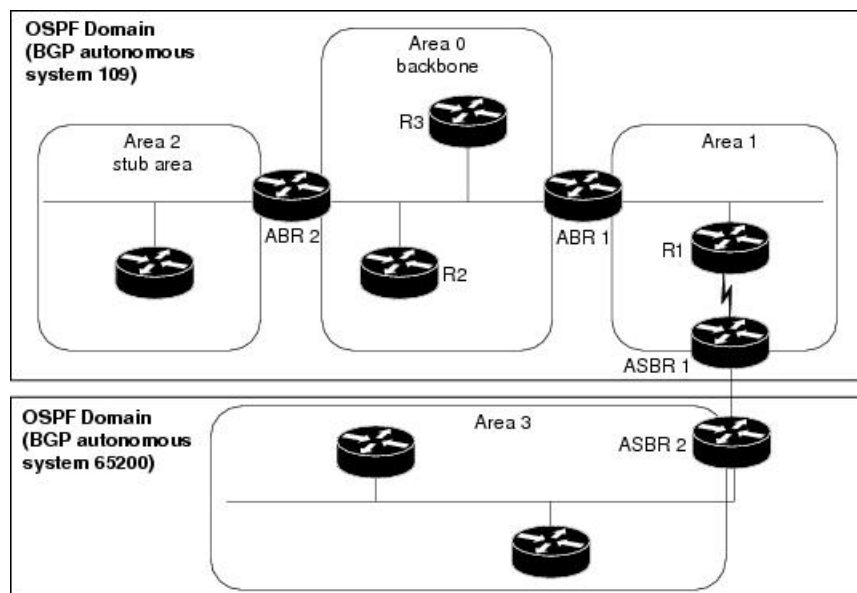 OSPF Domain
(BGP autonomous
system 109)
Area 0
backbone
R3
Area 2
stub area
Area 1
ABR 2
R2
ABR 1
R1
ASBR 1
OSPF Domain
(BGP autonomous
system 65200)
Area 3
ASBR 2